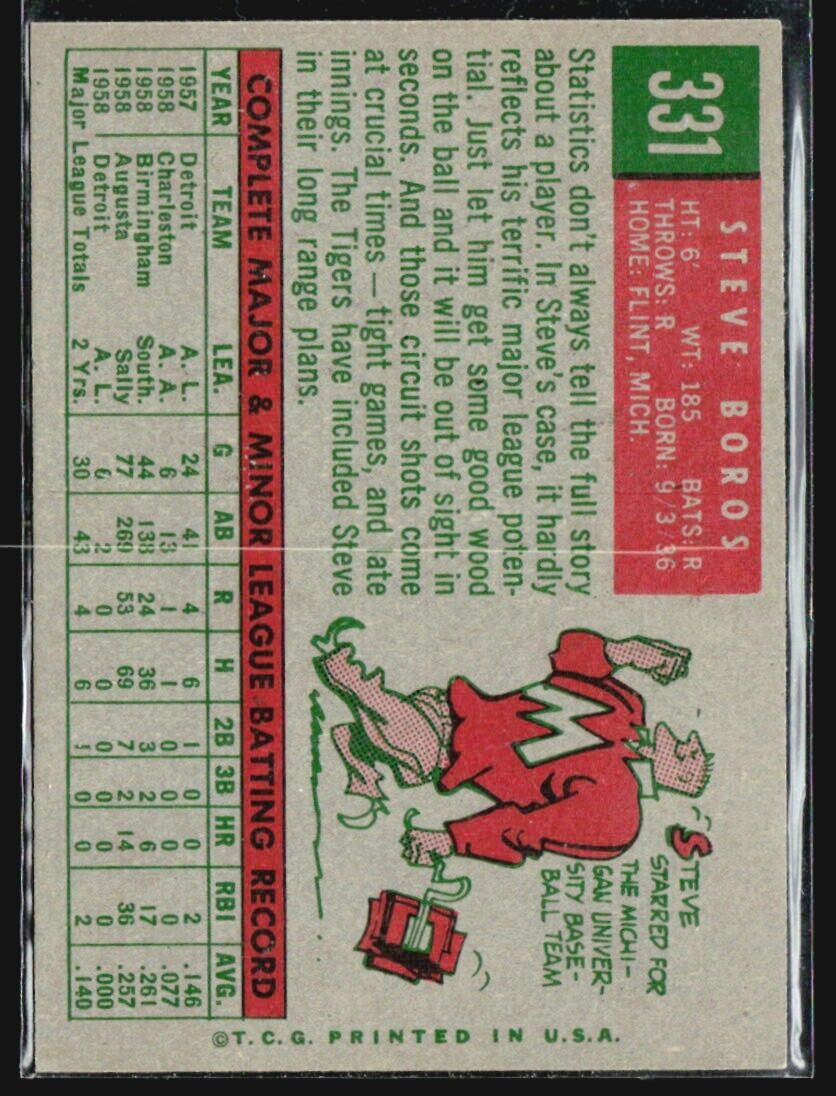 331
STEVE BOROS
HT: 6' WT: 185 BATS: R
THROWS: R BORN: 9/3/36
HOME: FLINT, MICH.
Statistics don't always tell the full story
about a player. In Steve's case, it hardly
reflects his terrific major league poten-
tial. Just let him get some good wood
on the ball and it will be out of sight in
seconds. And those circuit shots come
at crucial times — tight games, and late
innings. The Tigers have included Steve
in their long range plans.
STEVE
STARRED FOR
THE MICHI-
GAN UNIVER-
SITY BASE-
BALL TEAM
M
COMPLETE MAJOR & MINOR LEAGUE BATTING RECORD
YEAR TEAM LEA. G AB R H 2B 3B HR RBI AVG.
1957 Detroit A. L. 24 41 4 6 1 0 0 2 .146
1958 Charleston A. A. 6 13 1 1 0 0 0 0 .077
1958 Birmingham South. 44 138 24 36 3 2 6 17 .261
1958 Augusta Sally 77 269 53 69 7 2 14 36 .257
1958 Detroit A. L. 6 2 0 0 0 0 0 0 .000
Major League Totals 2 Yrs. 30 43 4 6 1 0 0 2 .140
©T. C. G. PRINTED IN U.S.A.